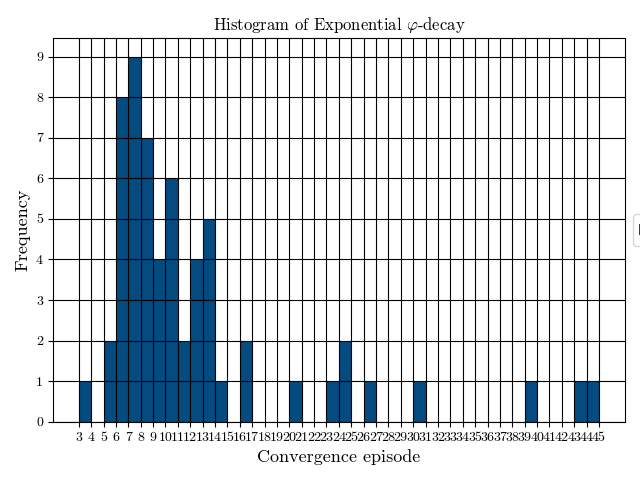 Histogram of Exponential φ-decay
9
8
7
6
5
4
3
2
1
0
Frequency
3 4 5 6 7 8 9 10 11 12 13 14 15 16 17 18 19 20 21 22 23 24 25 26 27 28 29 30 31 32 33 34 35 36 37 38 39 40 41 42 43 44 45
Convergence episode